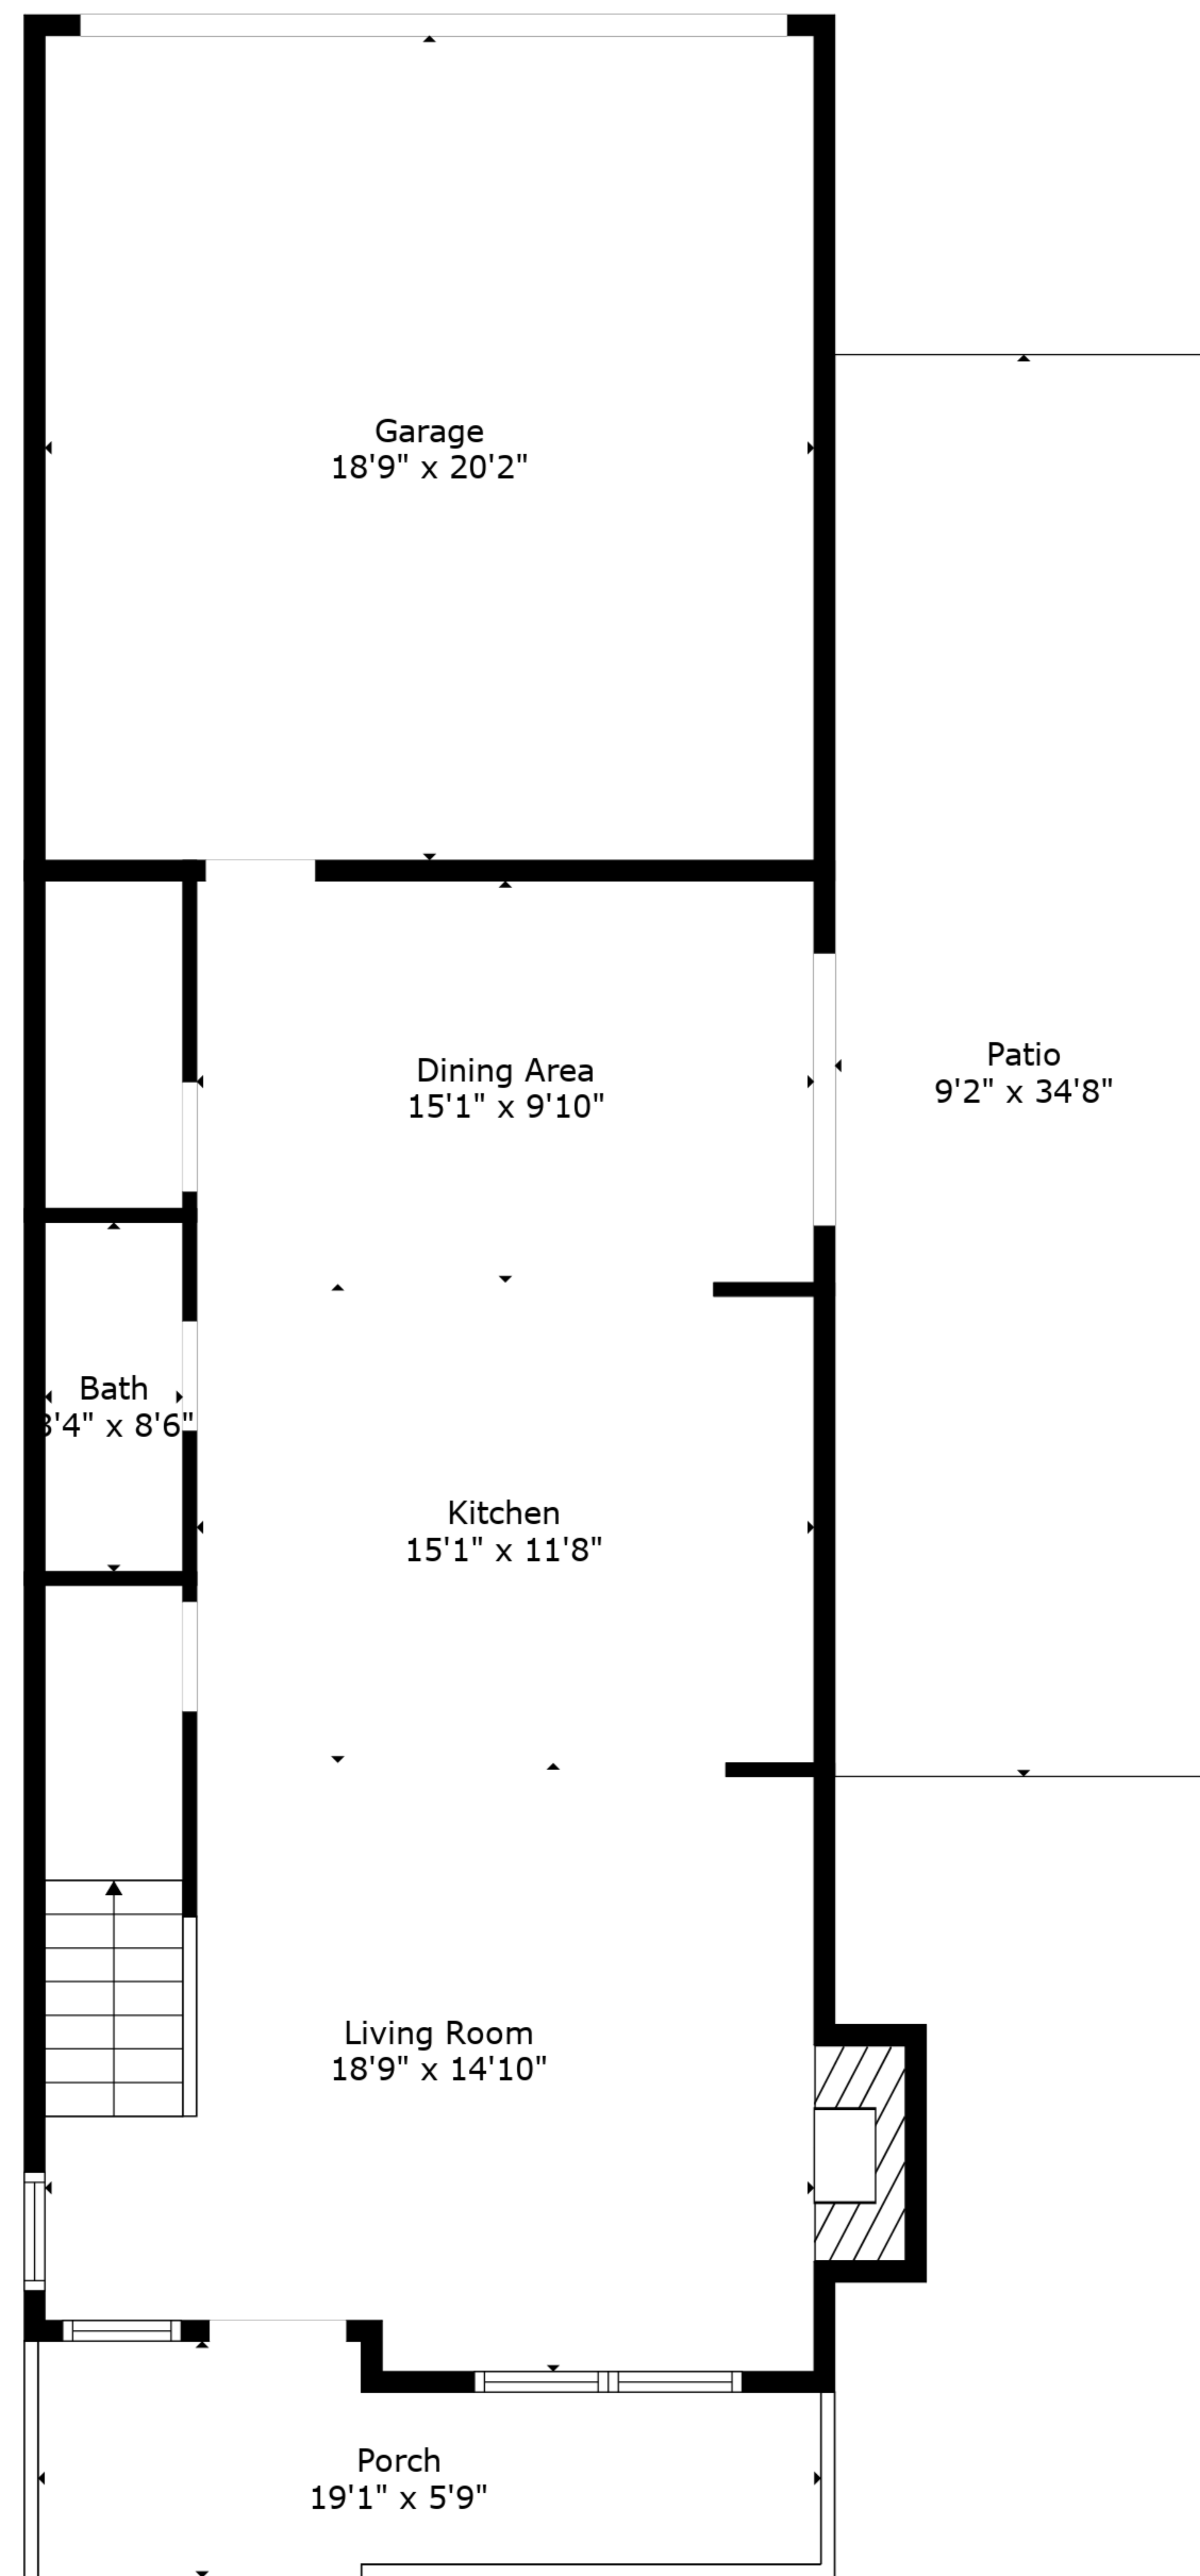 Garage
18'9" x 20'2"
Dining Area
15'1" x 9'10"
Patio
9'2" x 34'8"
Bath
3'4" x 8'6"
Kitchen
15'1" x 11'8"
Living Room
18'9" x 14'10"
Porch
19'1" x 5'9"